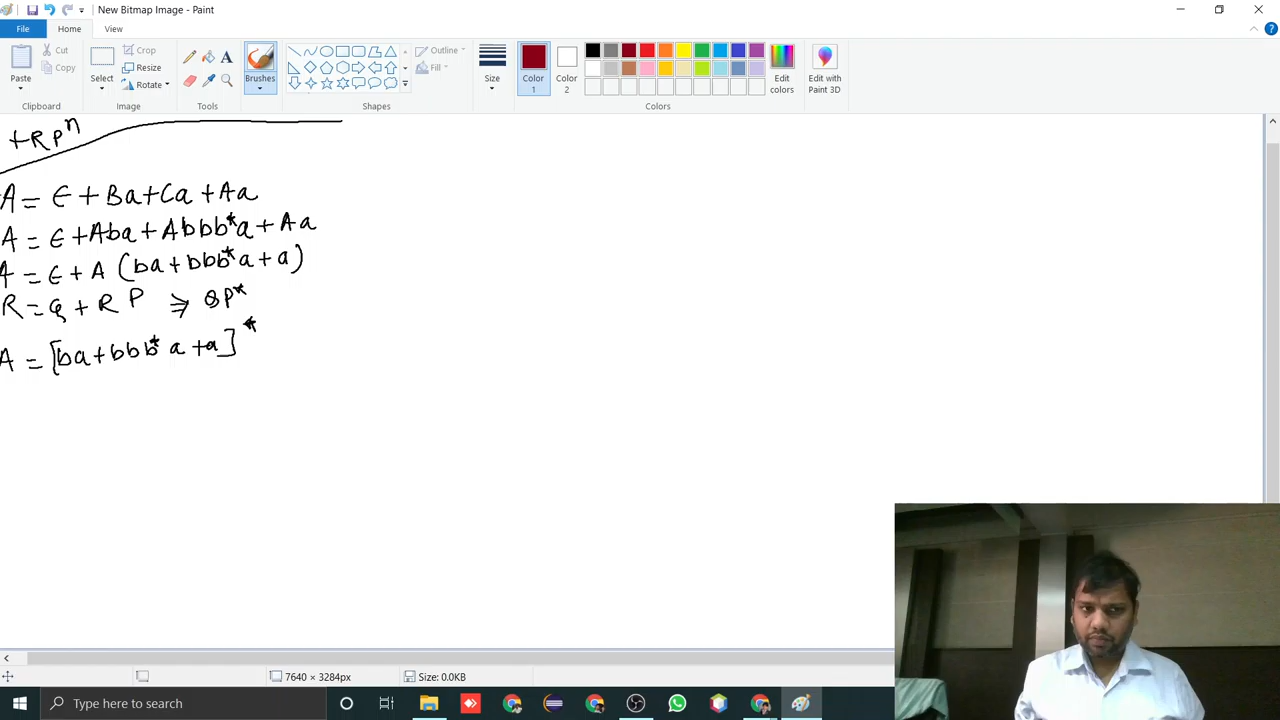 New Bitmap Image - Paint
File Home View
Paste Cut Copy Clipboard
Select Crop Resize Rotate Image
Tools
Brushes
Shapes Outline Fill
Size
Color 1 Color 2 Edit colors Colors
Edit with Paint 3D
+RPⁿ
A = ε + Ba + Ca + Aa
A = ε + Aba + Abbb*a + Aa
A = ε + A (ba + bbb*a + a)
R = Q + R P ⇒ QP*
A = [ba + bbb*a + a]*
7640 × 3284px Size: 0.0KB
Type here to search